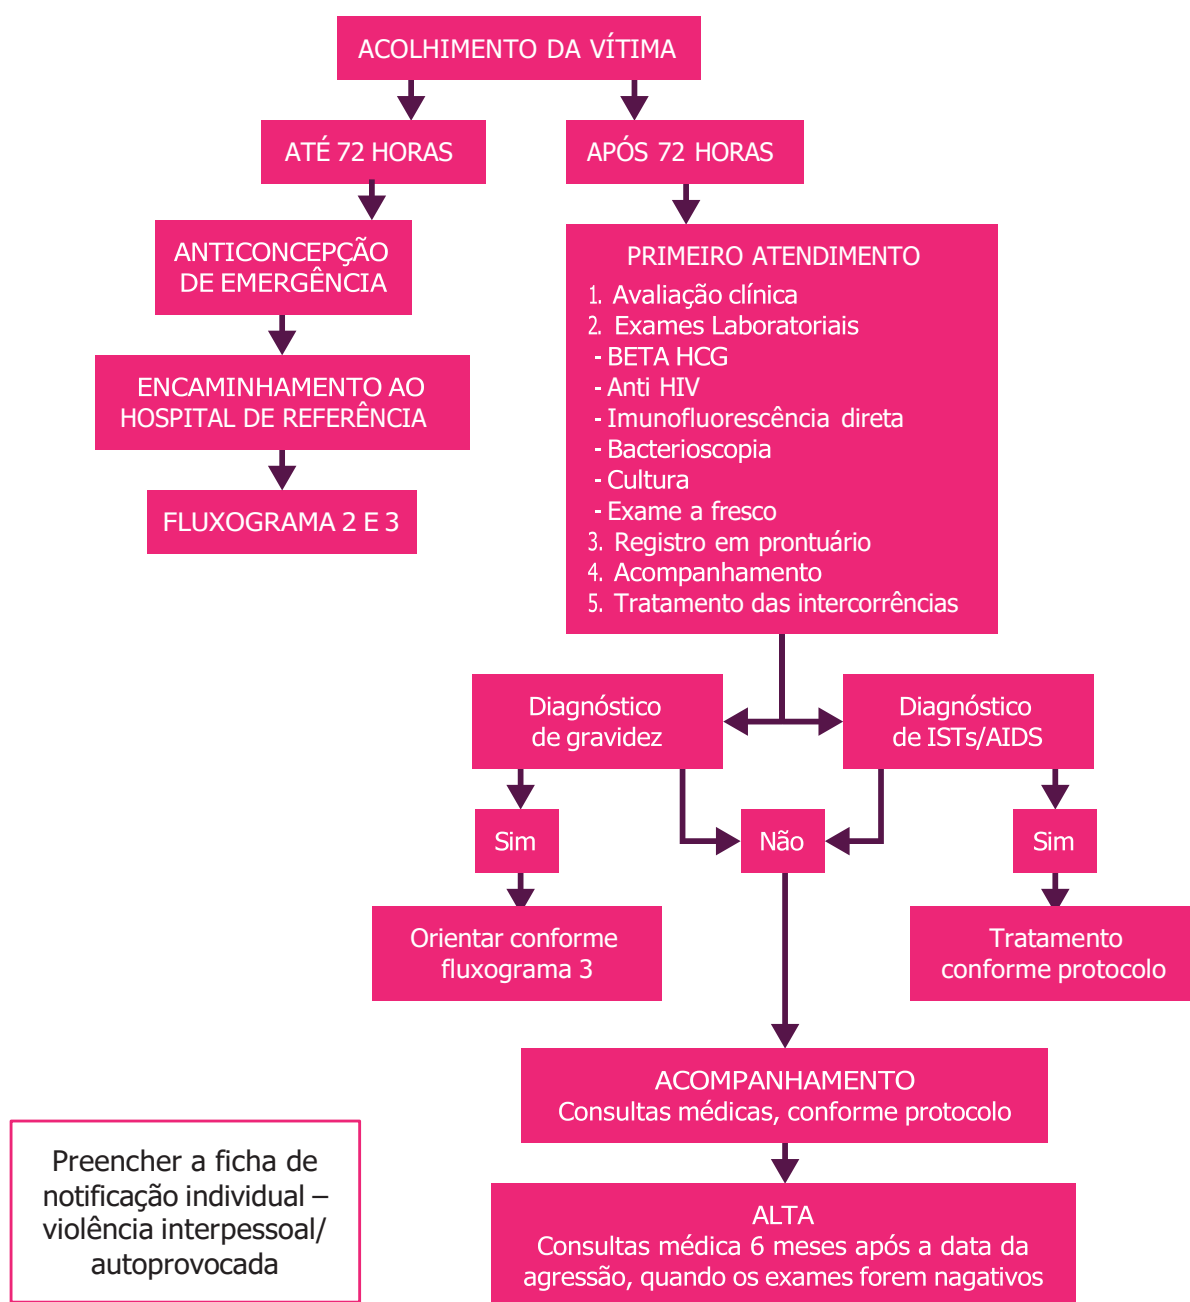 ACOLHIMENTO DA VÍTIMA
ATÉ 72 HORAS
APÓS 72 HORAS
ANTICONCEPÇÃO
DE EMERGÊNCIA
ENCAMINHAMENTO AO
HOSPITAL DE REFERÊNCIA
FLUXOGRAMA 2 E 3
PRIMEIRO ATENDIMENTO
1. Avaliação clínica
2. Exames Laboratoriais
- BETA HCG
- Anti HIV
- Imunofluorescência direta
- Bacterioscopia
- Cultura
- Exame a fresco
3. Registro em prontuário
4. Acompanhamento
5. Tratamento das intercorrências
Diagnóstico
de gravidez
Diagnóstico
de ISTs/AIDS
Sim
Não
Sim
Orientar conforme
fluxograma 3
Tratamento
conforme protocolo
ACOMPANHAMENTO
Consultas médicas, conforme protocolo
ALTA
Consultas médica 6 meses após a data da
agressão, quando os exames forem nagativos
Preencher a ficha de
notificação individual –
violência interpessoal/
autoprovocada